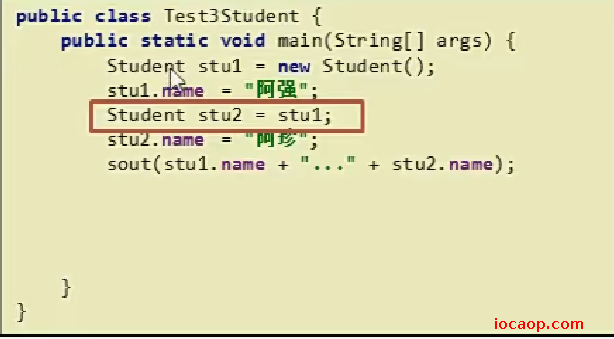 public class Test3Student {
    public static void main(String[] args) {
        Student stu1 = new Student();
        stu1.name = "阿强";
        Student stu2 = stu1;
        stu2.name = "阿珍";
        sout(stu1.name + "..." + stu2.name);
    }
}
iocaop.com